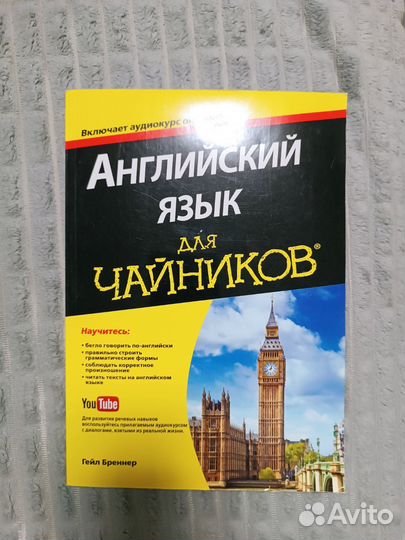 Включает аудиокурс
Английский
язык
для
чайников®
Научитесь:
• бегло говорить по-английски
• правильно строить
грамматические формы
• соблюдать корректное
произношение
• читать тексты на английском
языке
YouTube
Для развития речевых навыков
воспользуйтесь прилагаемым аудиокурсом
с диалогами, взятыми из реальной жизни.
Гейл Бреннер
Avito